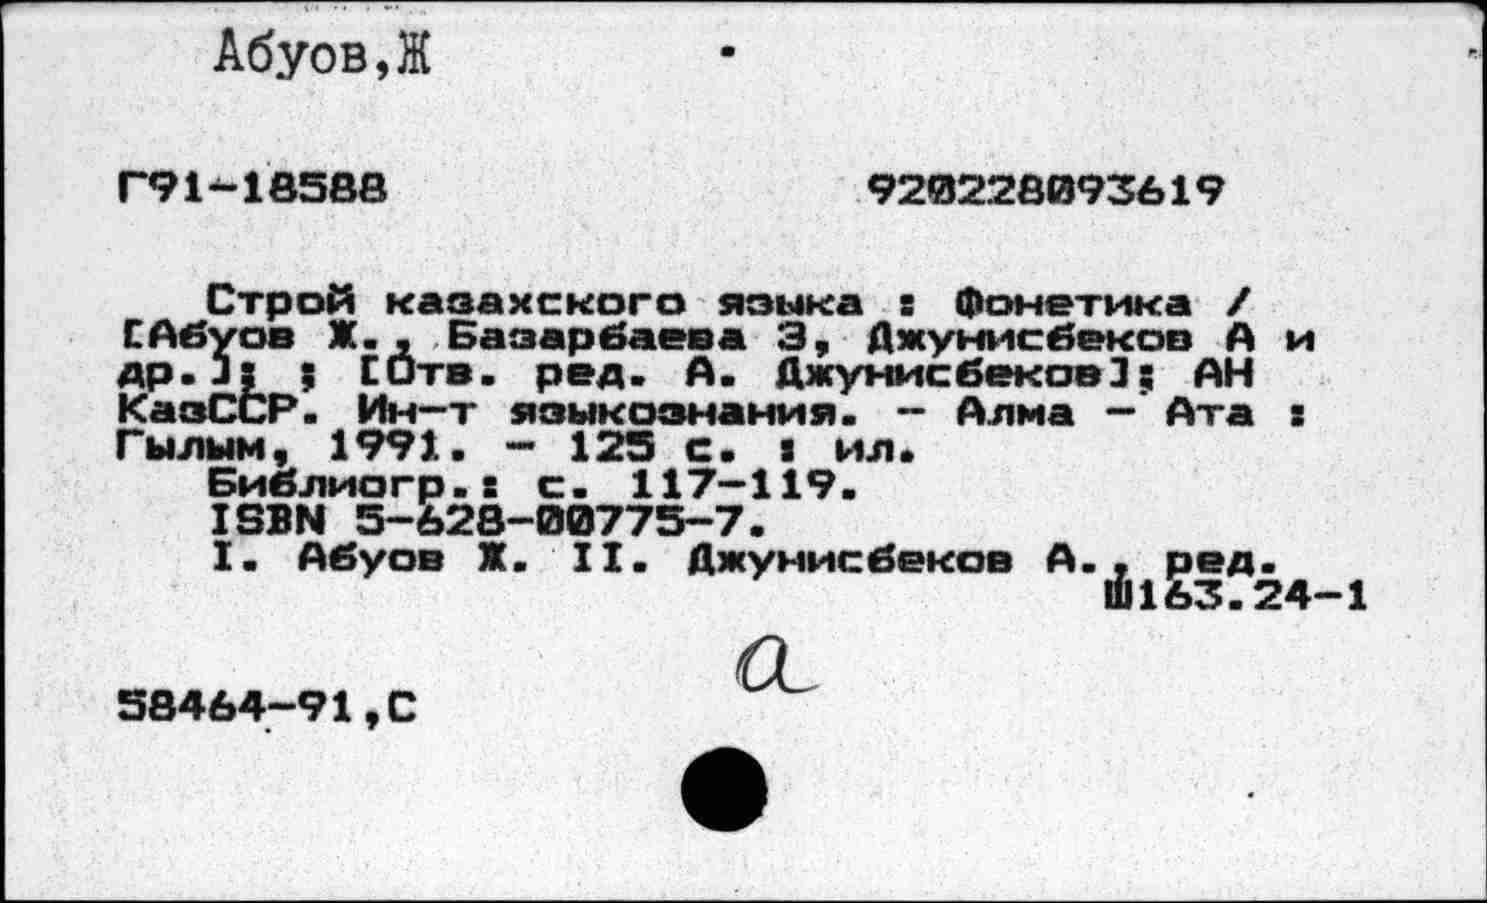 Абуов,Ж
Г91-18588 920228093619
Строй казахского языка : Фонетика /
[Абуов Ж., Базарбаева З, Джунисбеков А и
др.]; ; [Отв. ред. А. Джунисбеков]; АН
КазССР. Ин-т языкознания. - Алма - Ата :
Гылым, 1991. - 125 с. : ил.
Библиогр.: с. 117-119.
ISBN 5-628-00775-7.
I. Абуов Ж. II. Джунисбеков А., ред.
Ш163.24-1
а
58464-91,С